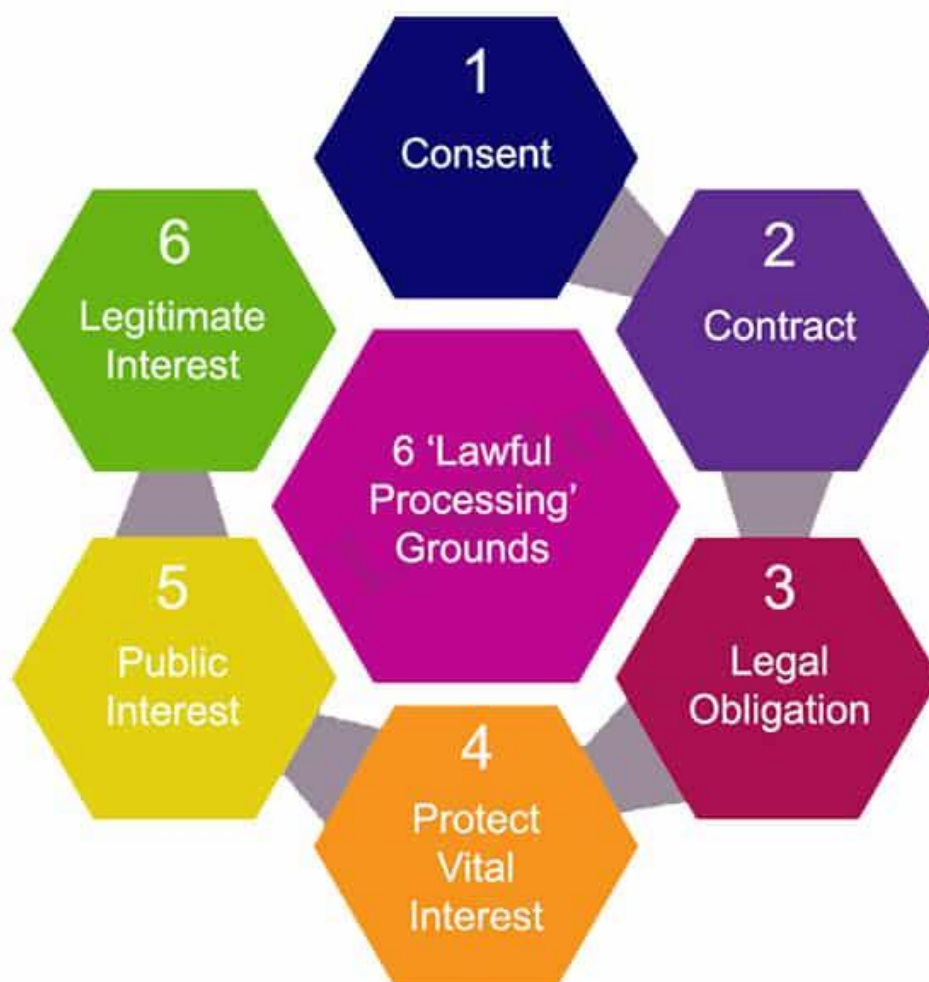 1
Consent
2
Contract
3
Legal
Obligation
4
Protect
Vital
Interest
5
Public
Interest
6
Legitimate
Interest
6 ‘Lawful
Processing’
Grounds